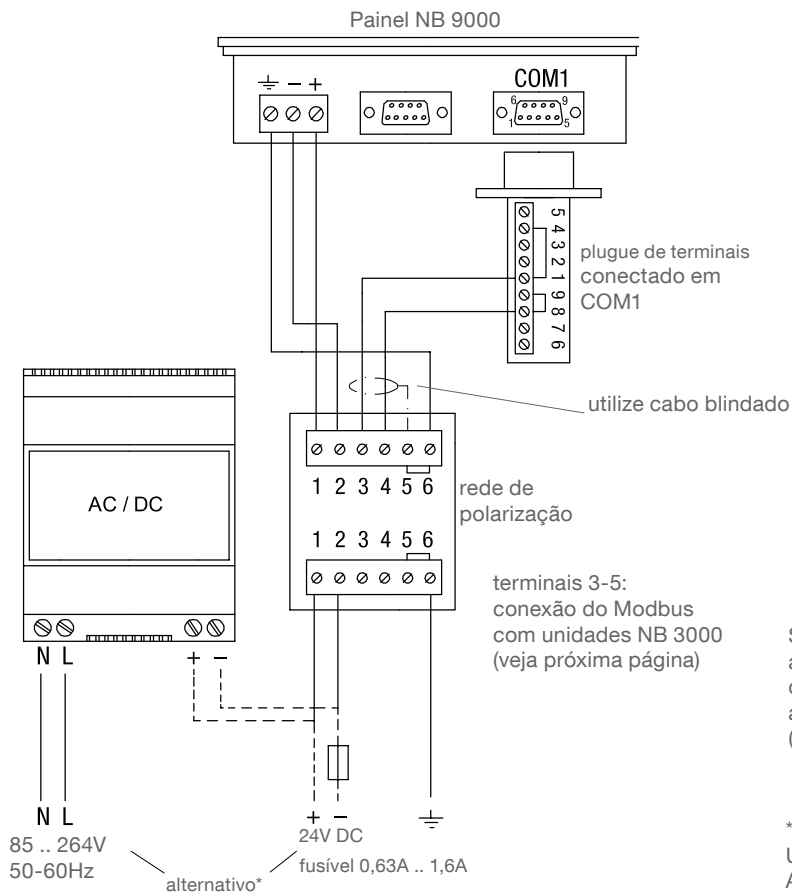 Painel NB 9000
COM1
− +
6 9
1 5
5
4
3
2
1
9
8
7
6
plugue de terminais
conectado em
COM1
utilize cabo blindado
AC / DC
1 2 3 4 5 6
rede de
polarização
1 2 3 4 5 6
terminais 3-5:
conexão do Modbus
com unidades NB 3000
(veja próxima página)
N L
+ −
N L
85 .. 264V
50-60Hz
alternativo*
+ −
24V DC
fusível 0,63A .. 1,6A